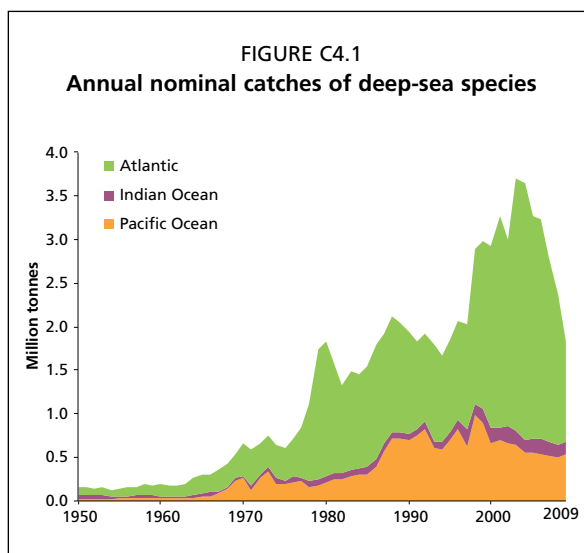 FIGURE C4.1
Annual nominal catches of deep-sea species
4.0
3.5
3.0
2.5
2.0
1.5
1.0
0.5
0.0
Million tonnes
Atlantic
Indian Ocean
Pacific Ocean
1950
1960
1970
1980
1990
2000
2009